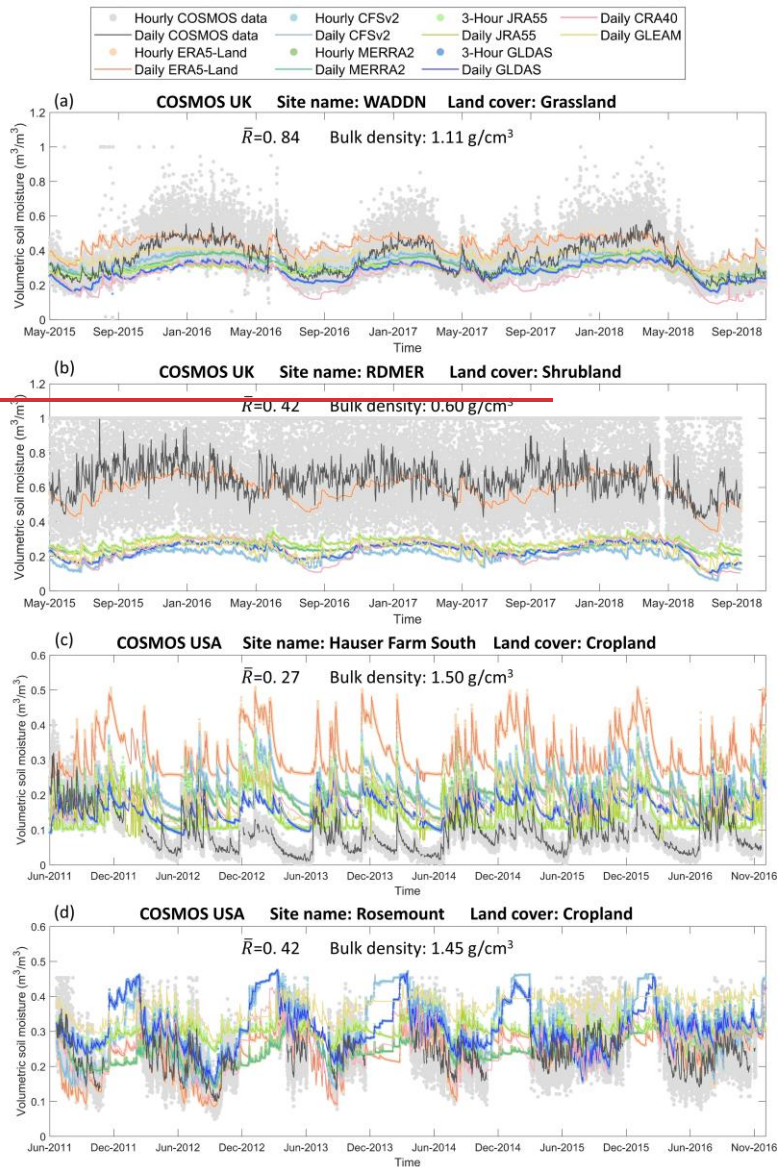 Hourly COSMOS data Hourly CFSv2 3-Hour JRA55 Daily CRA40
Daily COSMOS data Daily CFSv2 Daily JRA55 Daily GLEAM
Hourly ERA5-Land Hourly MERRA2 3-Hour GLDAS
Daily ERA5-Land Daily MERRA2 Daily GLDAS
(a) COSMOS UK Site name: WADDN Land cover: Grassland
R̄=0. 84 Bulk density: 1.11 g/cm³
Volumetric soil moisture (m³/m³)
1.2
1
0.8
0.6
0.4
0.2
0
May-2015 Sep-2015 Jan-2016 May-2016 Sep-2016 Jan-2017 May-2017 Sep-2017 Jan-2018 May-2018 Sep-2018
Time
(b) COSMOS UK Site name: RDMER Land cover: Shrubland
R̄=0. 42 Bulk density: 0.60 g/cm³
Volumetric soil moisture (m³/m³)
1.2
1
0.8
0.6
0.4
0.2
0
May-2015 Sep-2015 Jan-2016 May-2016 Sep-2016 Jan-2017 May-2017 Sep-2017 Jan-2018 May-2018 Sep-2018
Time
(c) COSMOS USA Site name: Hauser Farm South Land cover: Cropland
R̄=0. 27 Bulk density: 1.50 g/cm³
Volumetric soil moisture (m³/m³)
0.6
0.5
0.4
0.3
0.2
0.1
0
Jun-2011 Dec-2011 Jun-2012 Dec-2012 Jun-2013 Dec-2013 Jun-2014 Dec-2014 Jun-2015 Dec-2015 Jun-2016 Nov-2016
Time
(d) COSMOS USA Site name: Rosemount Land cover: Cropland
R̄=0. 42 Bulk density: 1.45 g/cm³
Volumetric soil moisture (m³/m³)
0.6
0.5
0.4
0.3
0.2
0.1
0
Jun-2011 Dec-2011 Jun-2012 Dec-2012 Jun-2013 Dec-2013 Jun-2014 Dec-2014 Jun-2015 Dec-2015 Jun-2016 Nov-2016
Time